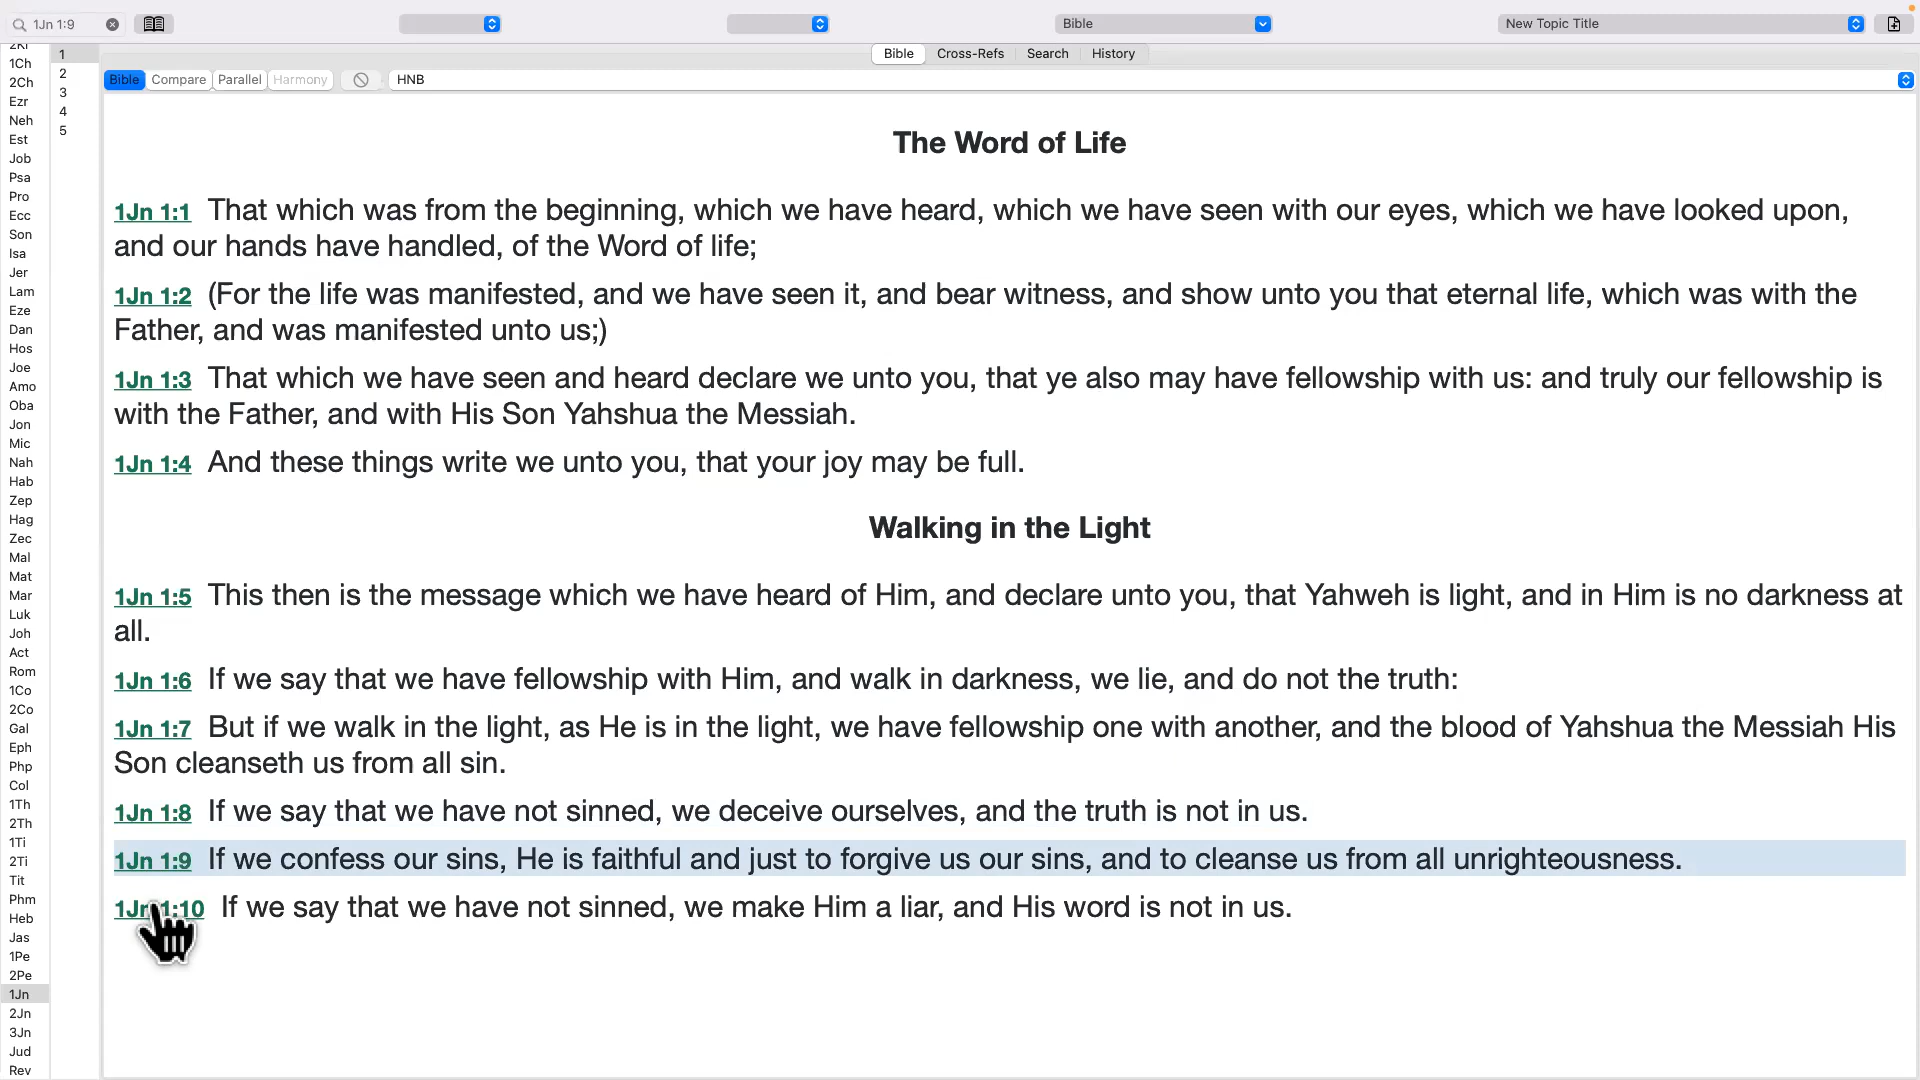 1Jn 1:9
Bible
New Topic Title
Bible Cross-Refs Search History
Bible Compare Parallel Harmony HNB
1Ch
2Ch
Ezr
Neh
Est
Job
Psa
Pro
Ecc
Son
Isa
Jer
Lam
Eze
Dan
Hos
Joe
Amo
Oba
Jon
Mic
Nah
Hab
Zep
Hag
Zec
Mal
Mat
Mar
Luk
Joh
Act
Rom
1Co
2Co
Gal
Eph
Php
Col
1Th
2Th
1Ti
2Ti
Tit
Phm
Heb
Jas
1Pe
2Pe
1Jn
2Jn
3Jn
Jud
Rev
1
2
3
4
5
The Word of Life
1Jn 1:1 That which was from the beginning, which we have heard, which we have seen with our eyes, which we have looked upon,
and our hands have handled, of the Word of life;
1Jn 1:2 (For the life was manifested, and we have seen it, and bear witness, and show unto you that eternal life, which was with the
Father, and was manifested unto us;)
1Jn 1:3 That which we have seen and heard declare we unto you, that ye also may have fellowship with us: and truly our fellowship is
with the Father, and with His Son Yahshua the Messiah.
1Jn 1:4 And these things write we unto you, that your joy may be full.
Walking in the Light
1Jn 1:5 This then is the message which we have heard of Him, and declare unto you, that Yahweh is light, and in Him is no darkness at
all.
1Jn 1:6 If we say that we have fellowship with Him, and walk in darkness, we lie, and do not the truth:
1Jn 1:7 But if we walk in the light, as He is in the light, we have fellowship one with another, and the blood of Yahshua the Messiah His
Son cleanseth us from all sin.
1Jn 1:8 If we say that we have not sinned, we deceive ourselves, and the truth is not in us.
1Jn 1:9 If we confess our sins, He is faithful and just to forgive us our sins, and to cleanse us from all unrighteousness.
1Jn 1:10 If we say that we have not sinned, we make Him a liar, and His word is not in us.